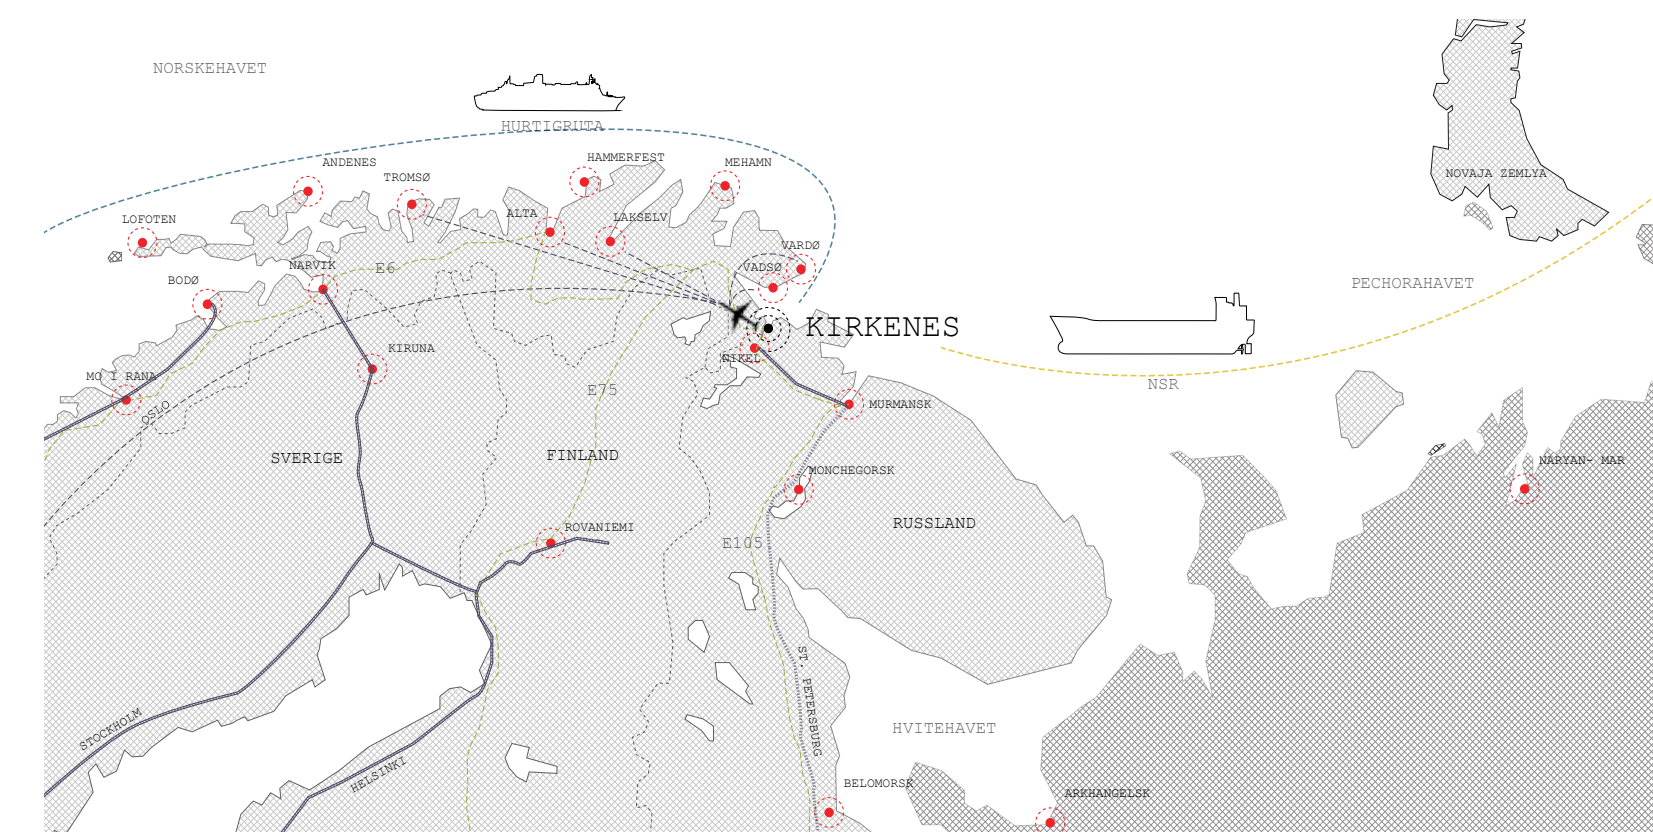 NORSKEHAVET
HURTIGRUTA
ANDENES
HAMMERFEST
MEHAMN
TROMSØ
NOVAJA ZEMLYA
LOFOTEN
ALTA
LAKSELV
VARDØ
NARVIK
E6
VADSØ
BODØ
PECHORAHAVET
KIRKENES
KIRUNA
NIKEL
MO I RANA
E75
NSR
OSLO
MURMANSK
SVERIGE
FINLAND
MONCHEGORSK
NARYAN- MAR
ROVANIEMI
RUSSLAND
E105
ST. PETERSBURG
STOCKHOLM
HVITEHAVET
HELSINKI
BELOMORSK
ARKHANGELSK